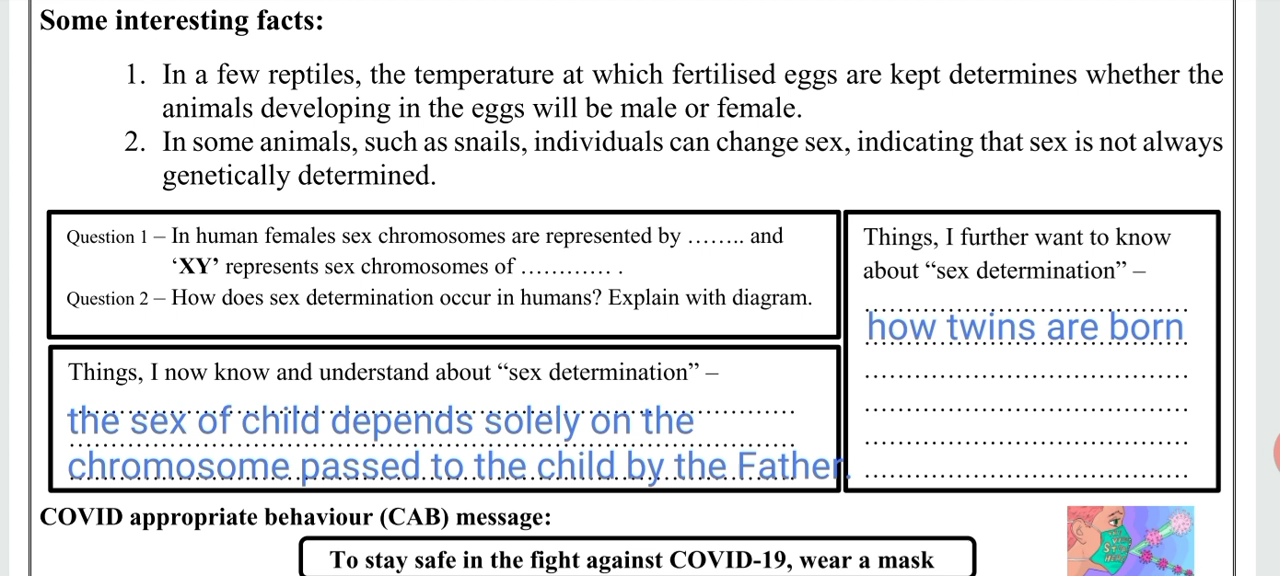 Some interesting facts:
1. In a few reptiles, the temperature at which fertilised eggs are kept determines whether the
animals developing in the eggs will be male or female.
2. In some animals, such as snails, individuals can change sex, indicating that sex is not always
genetically determined.
Question 1 – In human females sex chromosomes are represented by …….. and
‘XY’ represents sex chromosomes of ………… .
Question 2 – How does sex determination occur in humans? Explain with diagram.
Things, I now know and understand about “sex determination” –
the sex of child depends solely on the
chromosome passed to the child by the Father.
Things, I further want to know
about “sex determination” –
how twins are born
COVID appropriate behaviour (CAB) message:
To stay safe in the fight against COVID-19, wear a mask